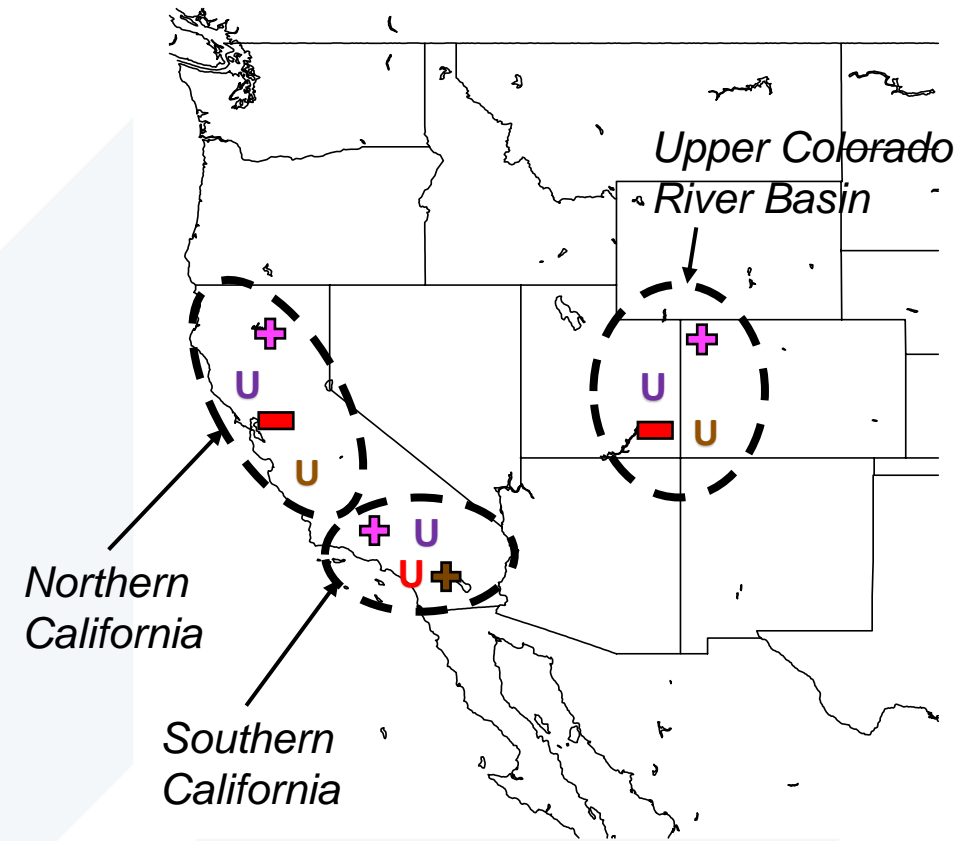 Upper Colorado
River Basin
U
U
U
U
U
U
Northern
California
Southern
California